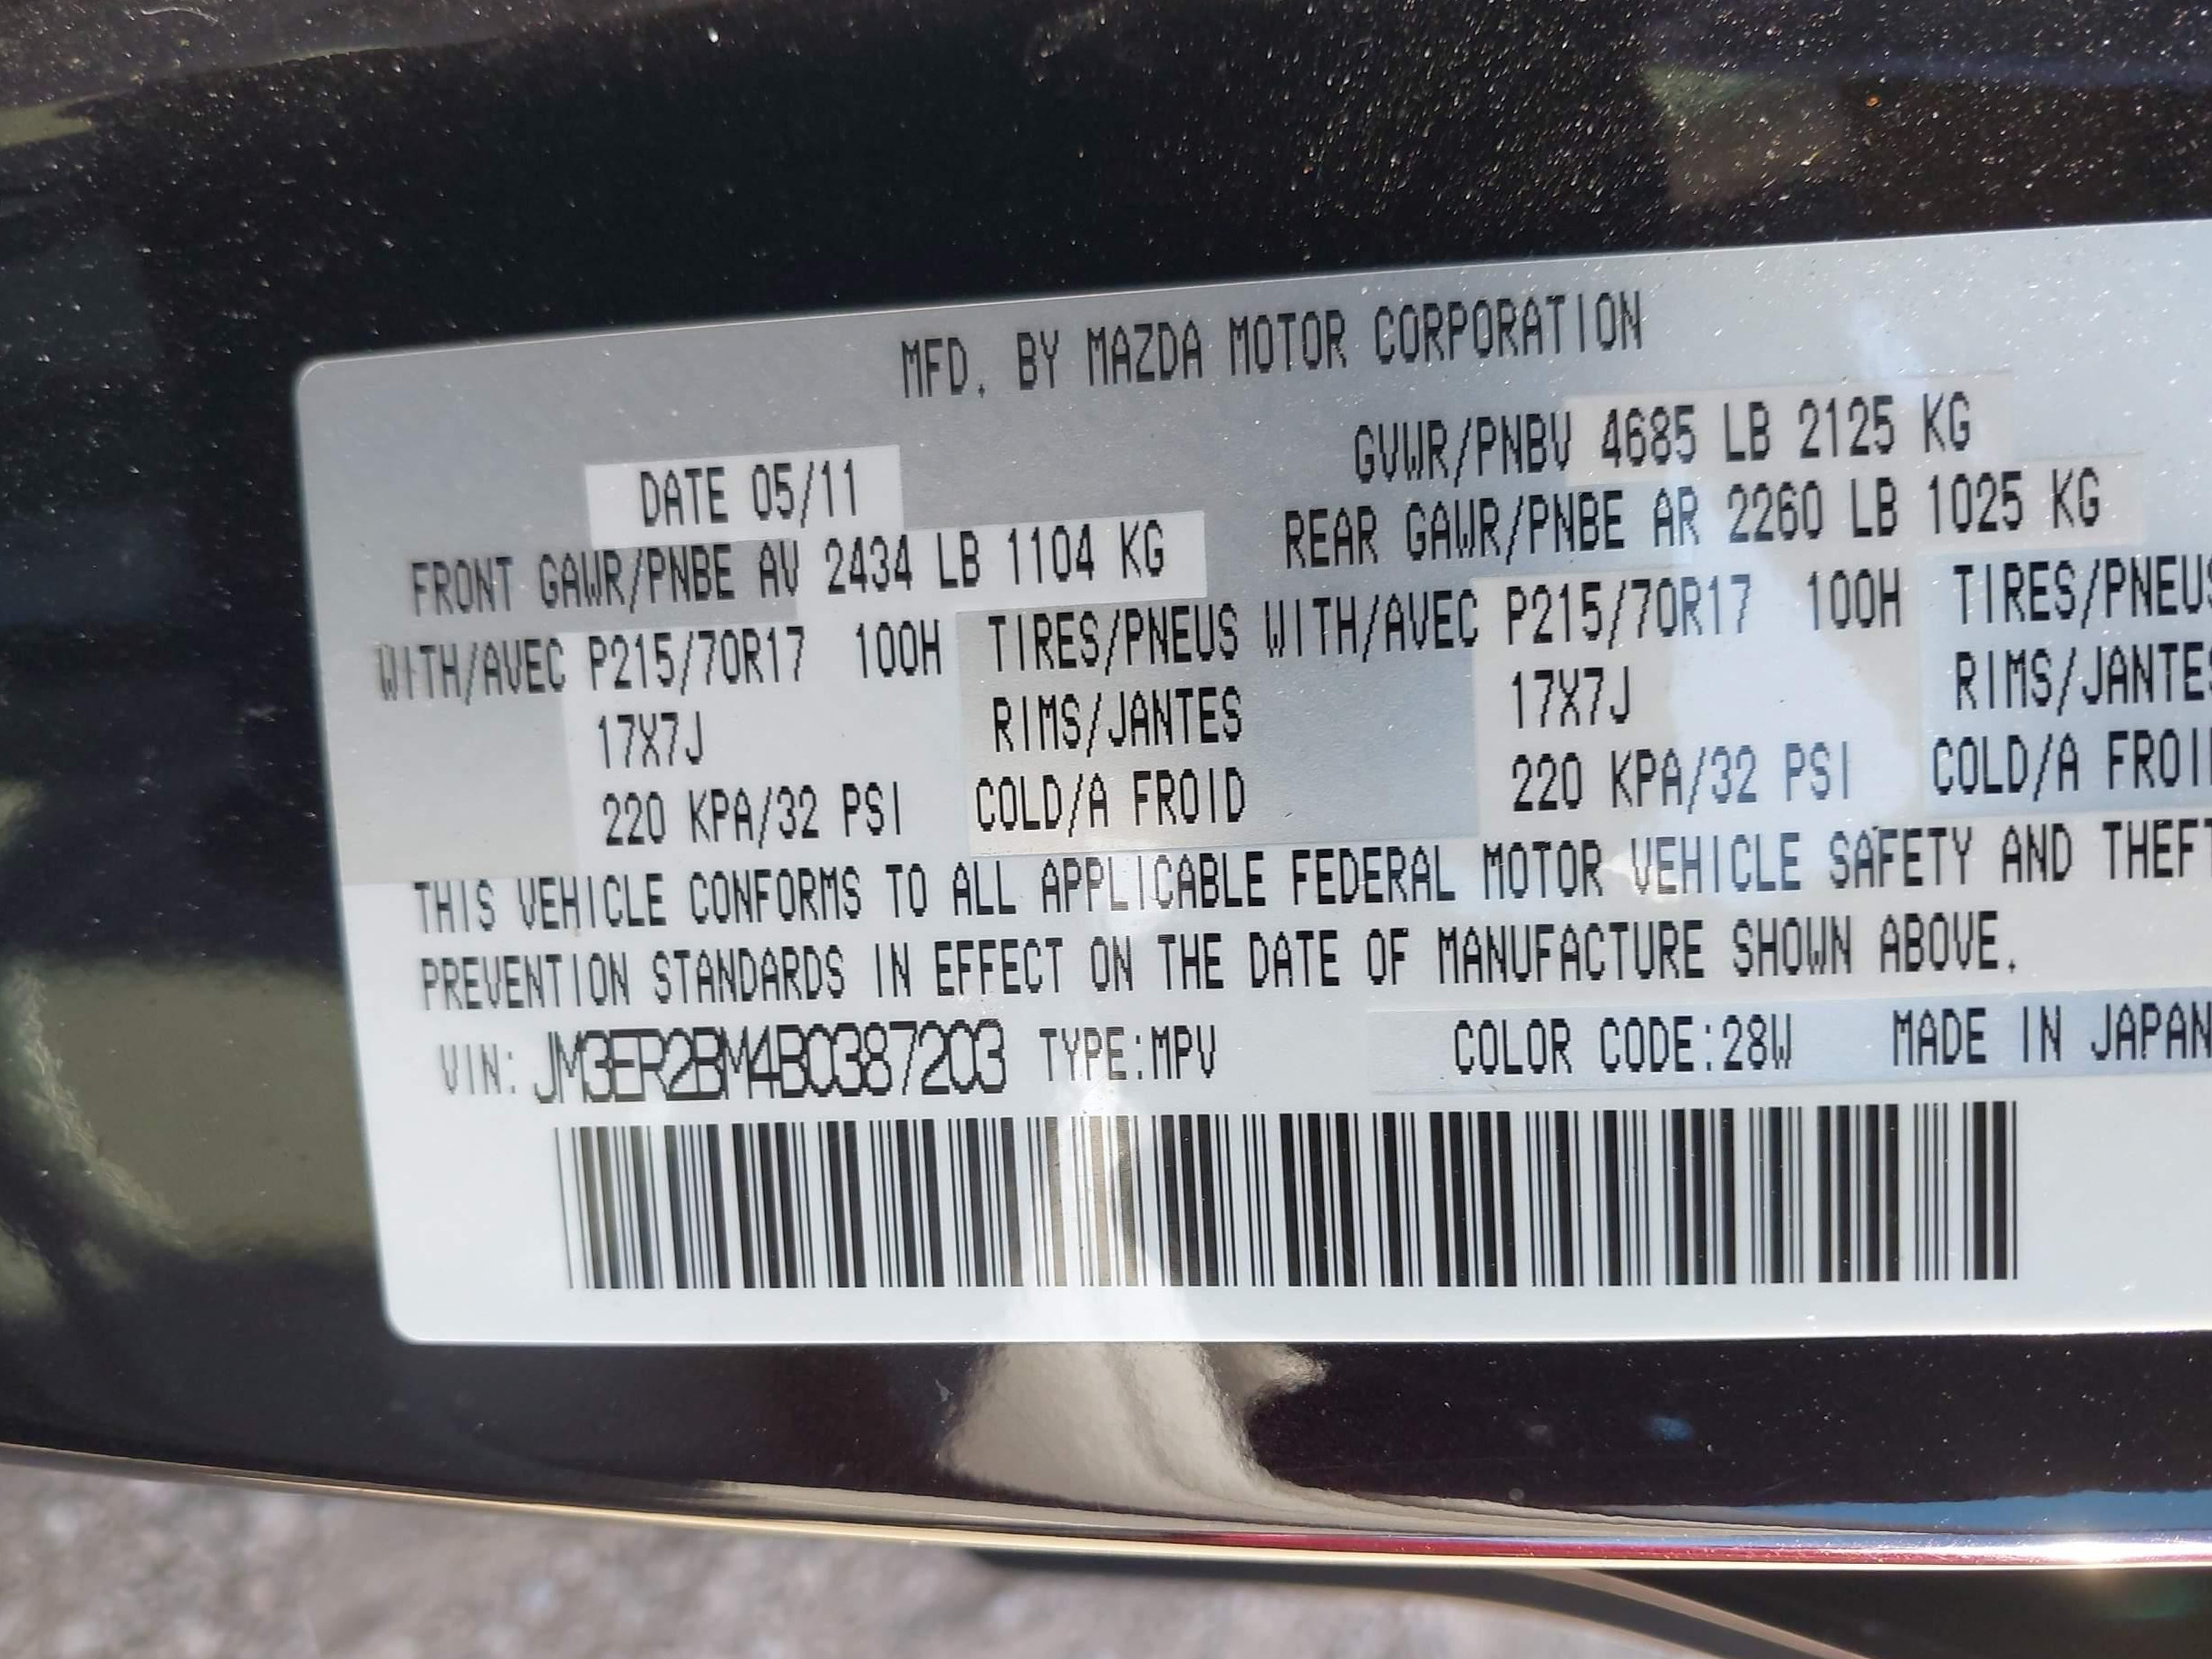 MFD. BY MAZDA MOTOR CORPORATION
DATE 05/11 GVWR/PNBV 4685 LB 2125 KG
FRONT GAWR/PNBE AV 2434 LB 1104 KG REAR GAWR/PNBE AR 2260 LB 1025 KG
WITH/AVEC P215/70R17 100H TIRES/PNEUS WITH/AVEC P215/70R17 100H TIRES/PNEUS
17X7J RIMS/JANTES 17X7J RIMS/JANTES
220 KPA/32 PSI COLD/A FROID 220 KPA/32 PSI COLD/A FROID
THIS VEHICLE CONFORMS TO ALL APPLICABLE FEDERAL MOTOR VEHICLE SAFETY AND THEFT
PREVENTION STANDARDS IN EFFECT ON THE DATE OF MANUFACTURE SHOWN ABOVE.
VIN: JM3ER2BM4B0387203 TYPE:MPV COLOR CODE:28W MADE IN JAPAN